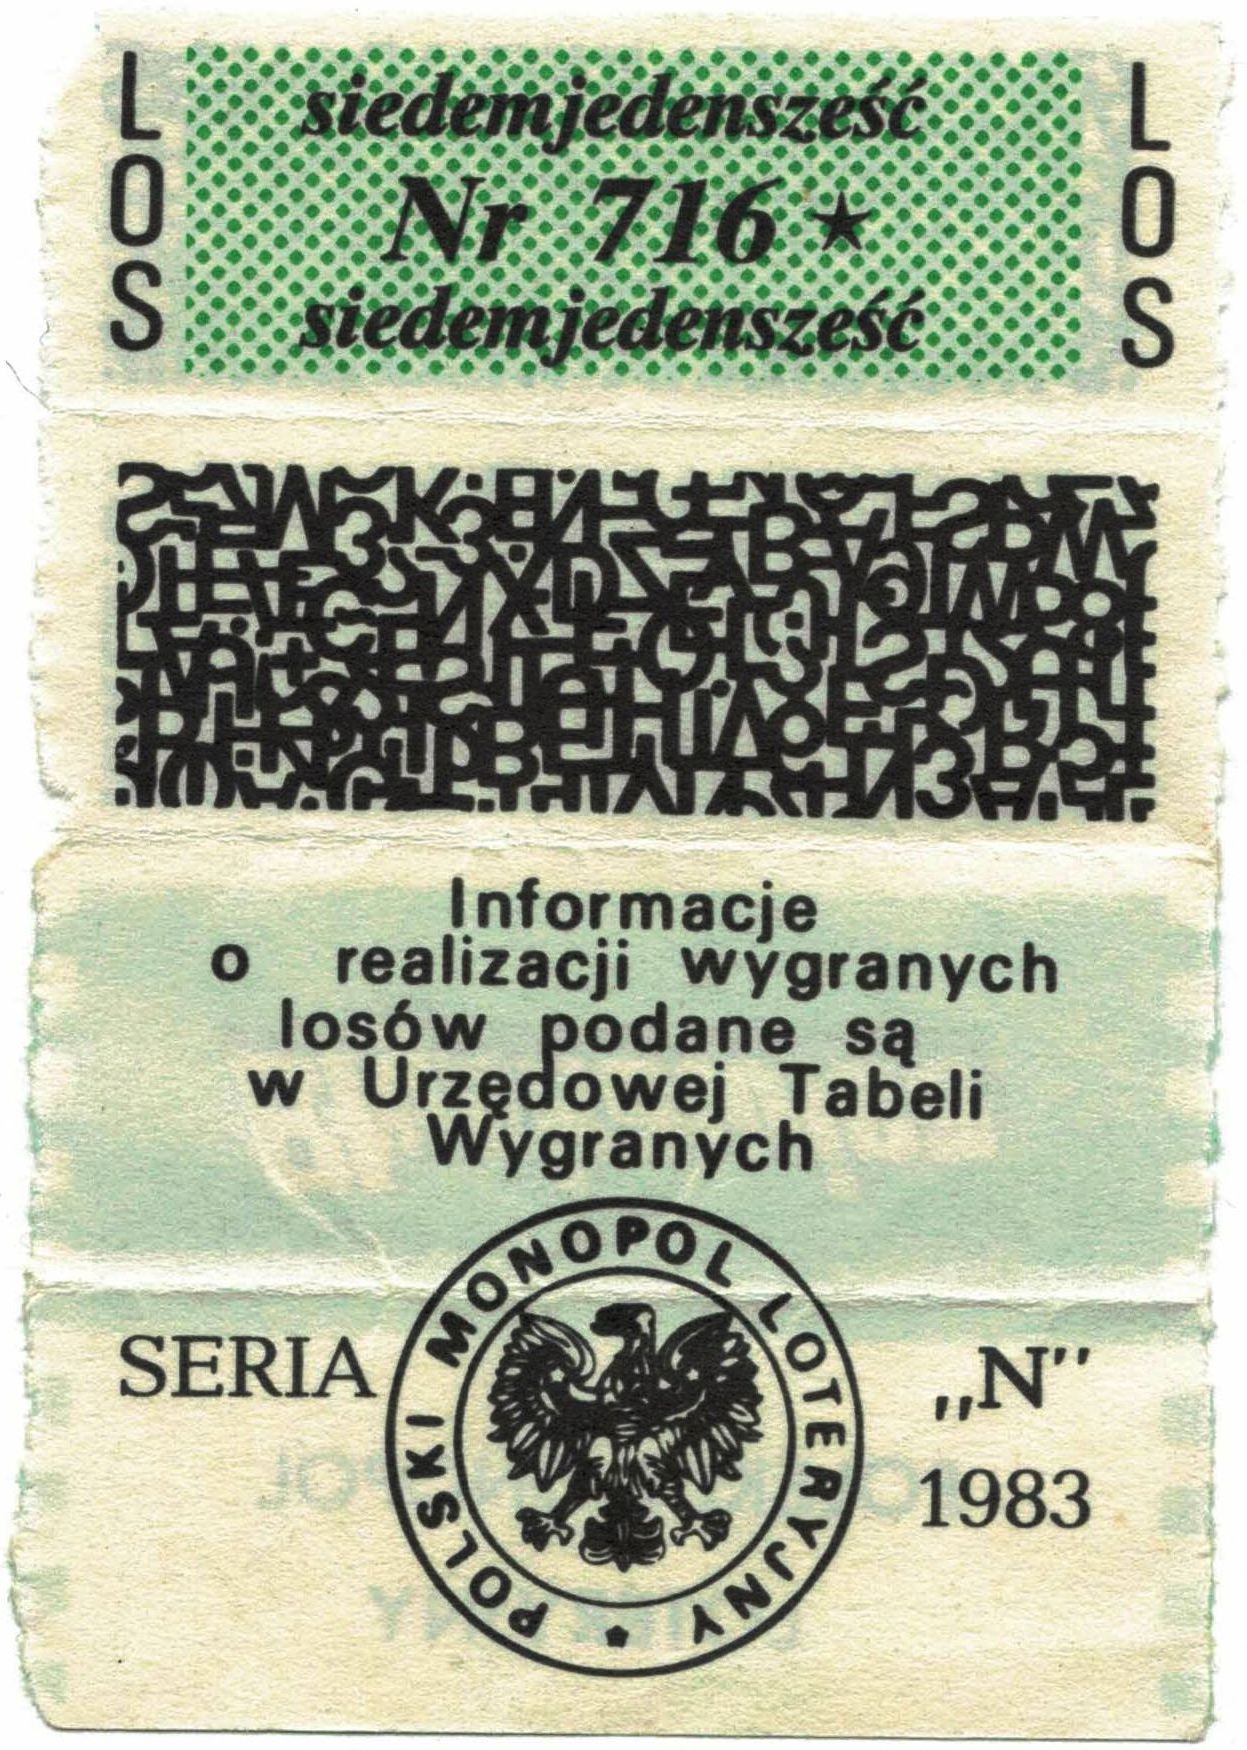 LOS
siedemjedensześć
Nr 716 ★
siedemjedensześć
LOS
Informacje
o realizacji wygranych
losów podane są
w Urzędowej Tabeli
Wygranych
SERIA
POLSKI MONOPOL LOTERYJNY
„N”
1983